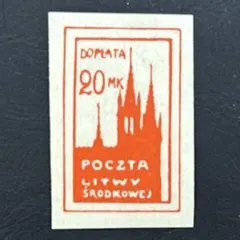 DOPŁATA
20 MK
POCZTA
LITWY
ŚRODKOWEJ